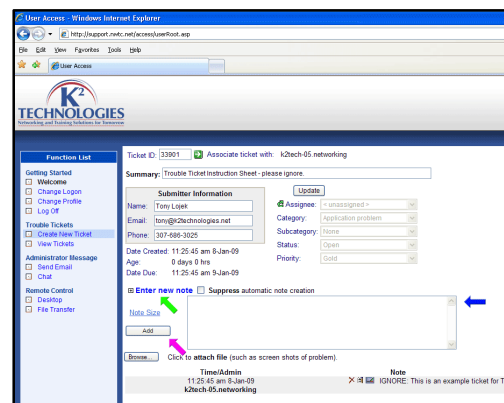 User Access - Windows Internet Explorer
http://support.nwtc.net/access/userRoot.asp
File Edit View Favorites Tools Help
User Access
K2
TECHNOLOGIES
Networking and Training Solutions for Tomorrow
Function List
Getting Started
Welcome
Change Logon
Change Profile
Log Off
Trouble Tickets
Create New Ticket
View Tickets
Administrator Message
Send Email
Chat
Remote Control
Desktop
File Transfer
Ticket ID: 33901 Associate ticket with: k2tech-05.networking
Summary: Trouble Ticket Instruction Sheet - please ignore.
Submitter Information
Name: Tony Lojek
Email: tony@k2technologies.net
Phone: 307-686-3025
Update
Assignee: < unassigned >
Category: Application problem
Subcategory: None
Status: Open
Priority: Gold
Date Created: 11:25:45 am 8-Jan-09
Age: 0 days 0 hrs
Date Due: 11:25:45 am 9-Jan-09
Enter new note Suppress automatic note creation
Note Size
Add
Browse... Click to attach file (such as screen shots of problem).
Time/Admin Note
11:25:45 am 8-Jan-09 IGNORE: This is an example ticket for T
k2tech-05.networking